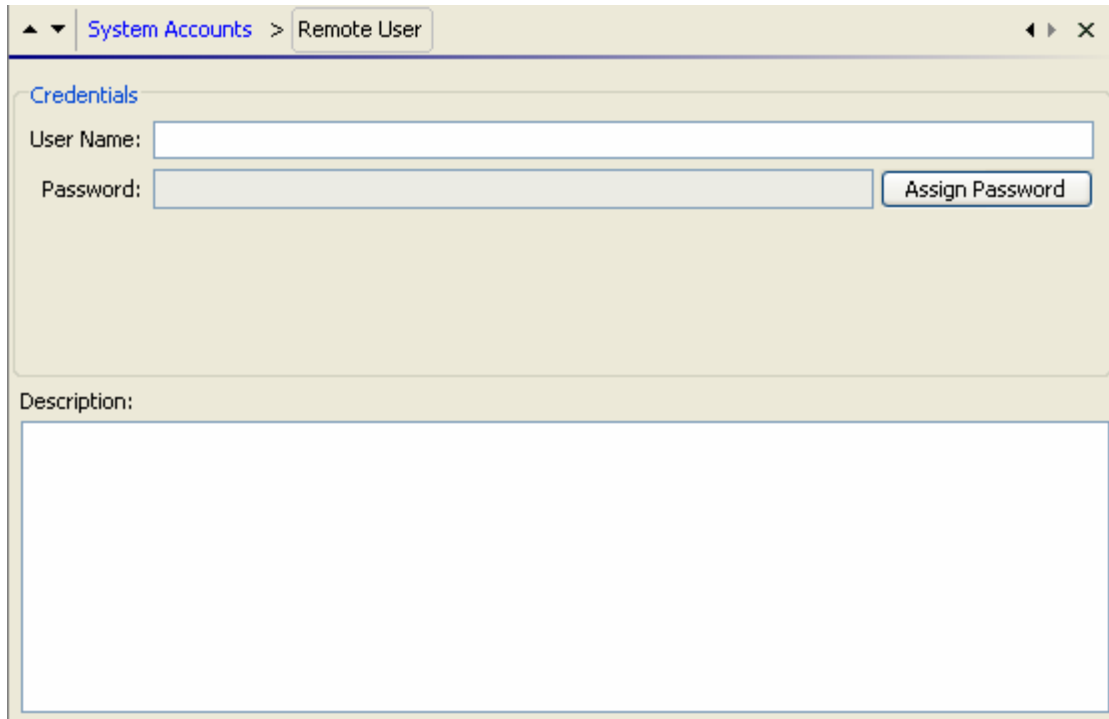 System Accounts > Remote User
Credentials
User Name:
Password: Assign Password
Description: